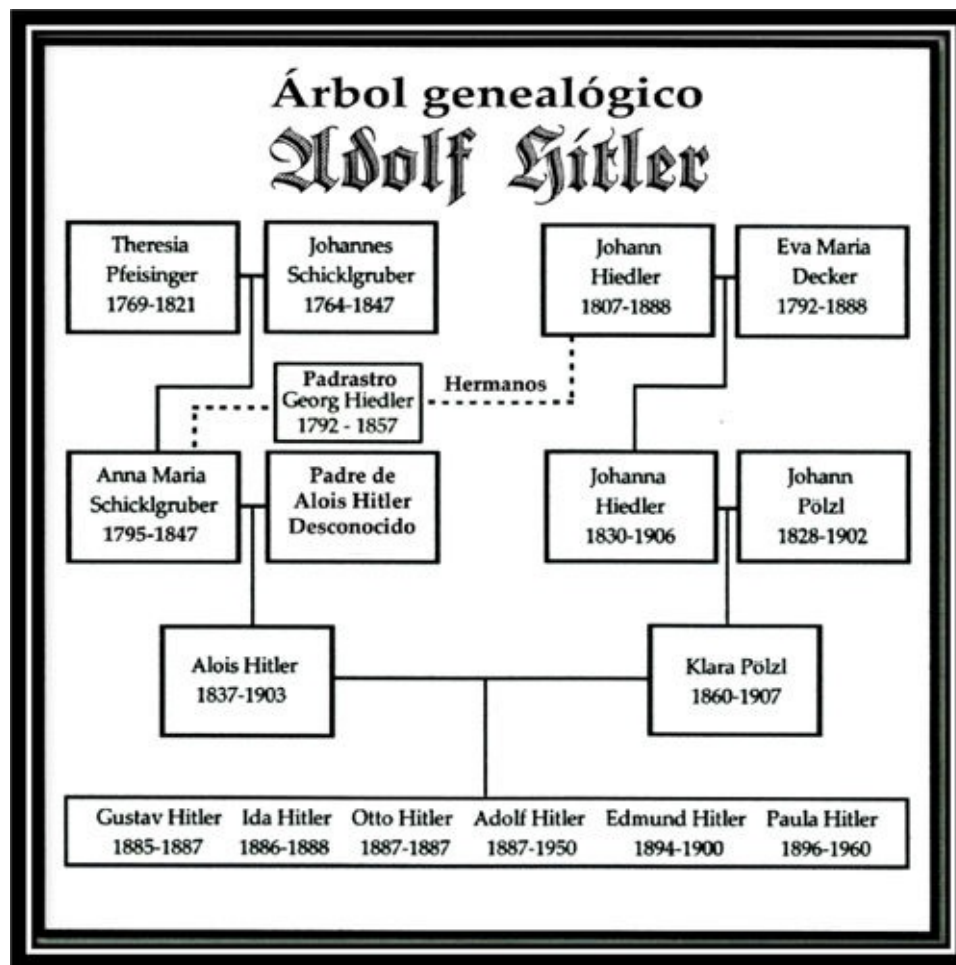 Árbol genealógico
Adolf Hitler
Theresia
Pfeisinger
1769-1821
Johannes
Schicklgruber
1764-1847
Johann
Hiedler
1807-1888
Eva Maria
Decker
1792-1888
Padrastro
Georg Hiedler
1792 - 1857
Hermanos
Anna Maria
Schicklgruber
1795-1847
Padre de
Alois Hitler
Desconocido
Johanna
Hiedler
1830-1906
Johann
Pölzl
1828-1902
Alois Hitler
1837-1903
Klara Pölzl
1860-1907
Gustav Hitler
1885-1887
Ida Hitler
1886-1888
Otto Hitler
1887-1887
Adolf Hitler
1887-1950
Edmund Hitler
1894-1900
Paula Hitler
1896-1960